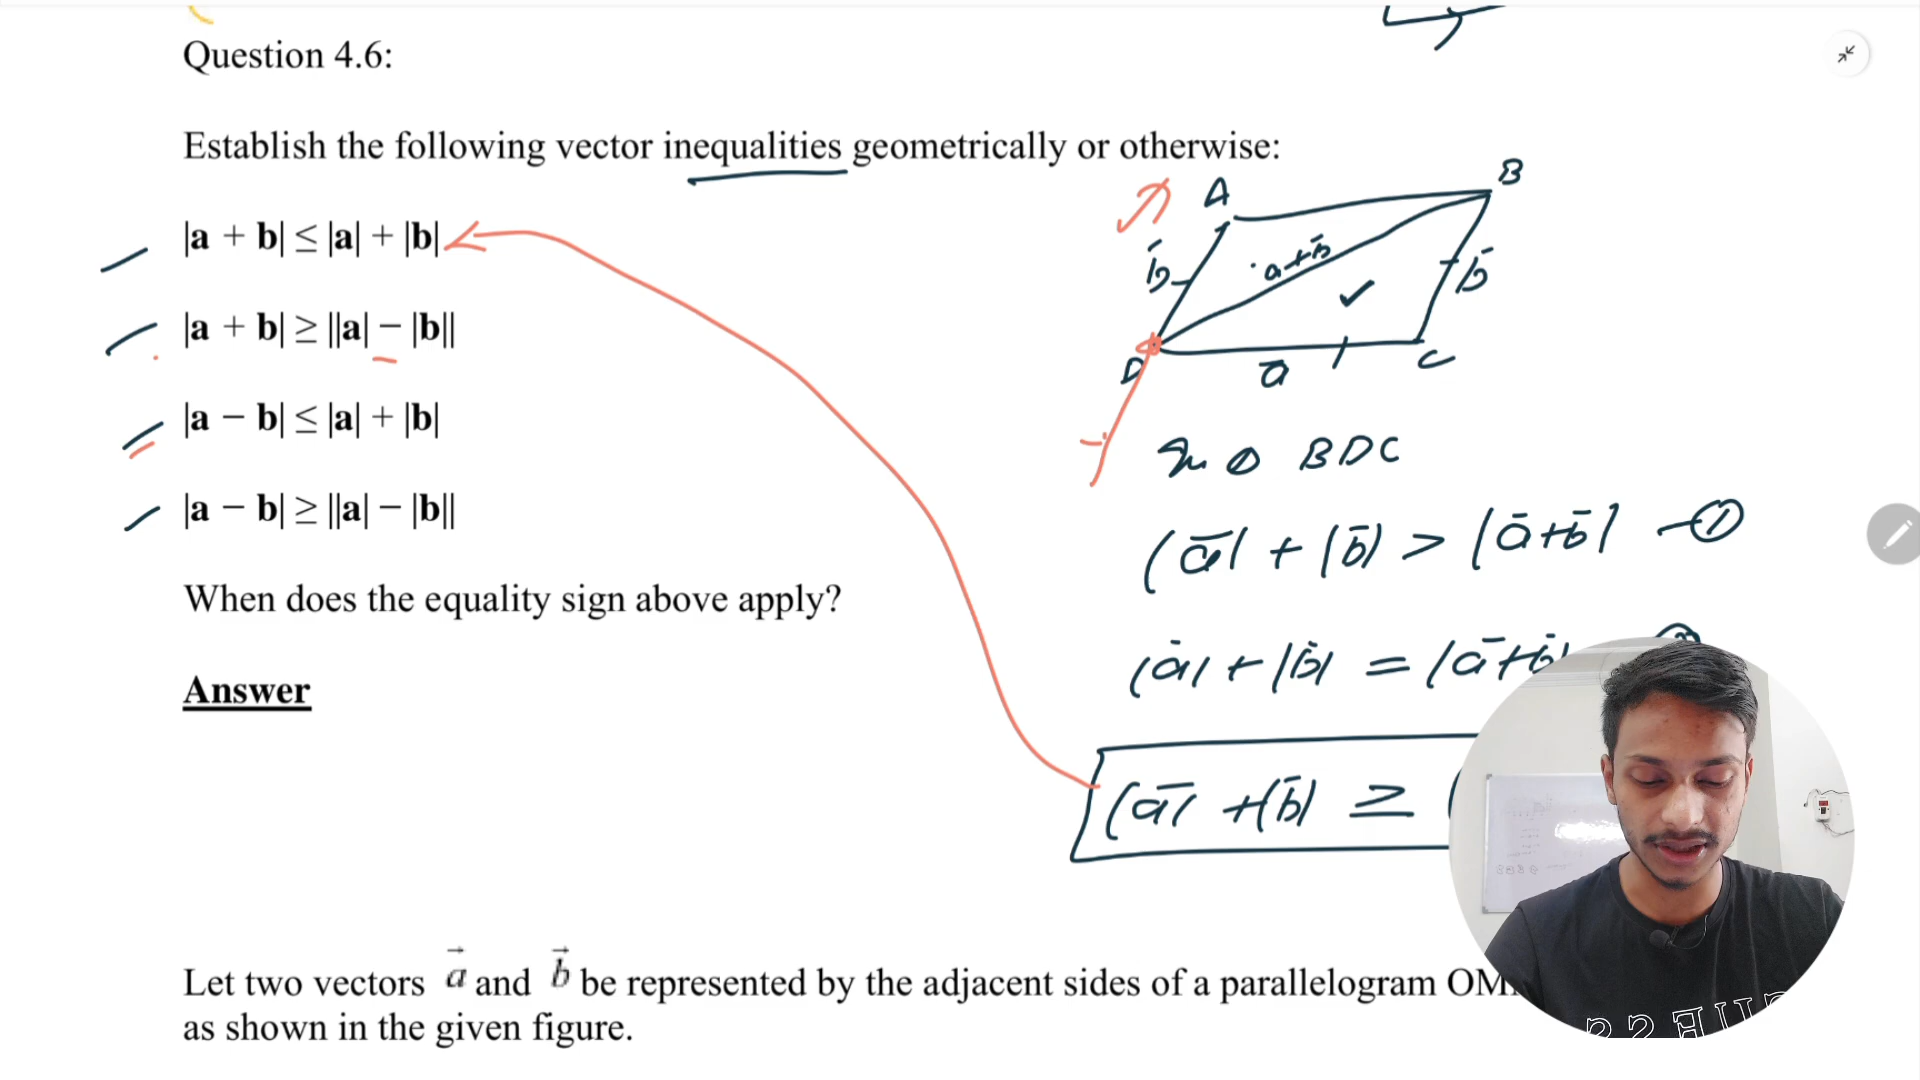 Question 4.6:
Establish the following vector inequalities geometrically or otherwise:
|a + b| ≤ |a| + |b|
|a + b| ≥ ||a| − |b||
|a − b| ≤ |a| + |b|
|a − b| ≥ ||a| − |b||
When does the equality sign above apply?
Answer
A
B
b̄
a+b̄
b̄
D
ā
C
In Δ BDC
|ā| + |b̄| > |ā+b̄| —①
|ā| + |b̄| = |ā+b̄|
|ā| + |b̄| ≥
Let two vectors a⃗ and b⃗ be represented by the adjacent sides of a parallelogram
as shown in the given figure.